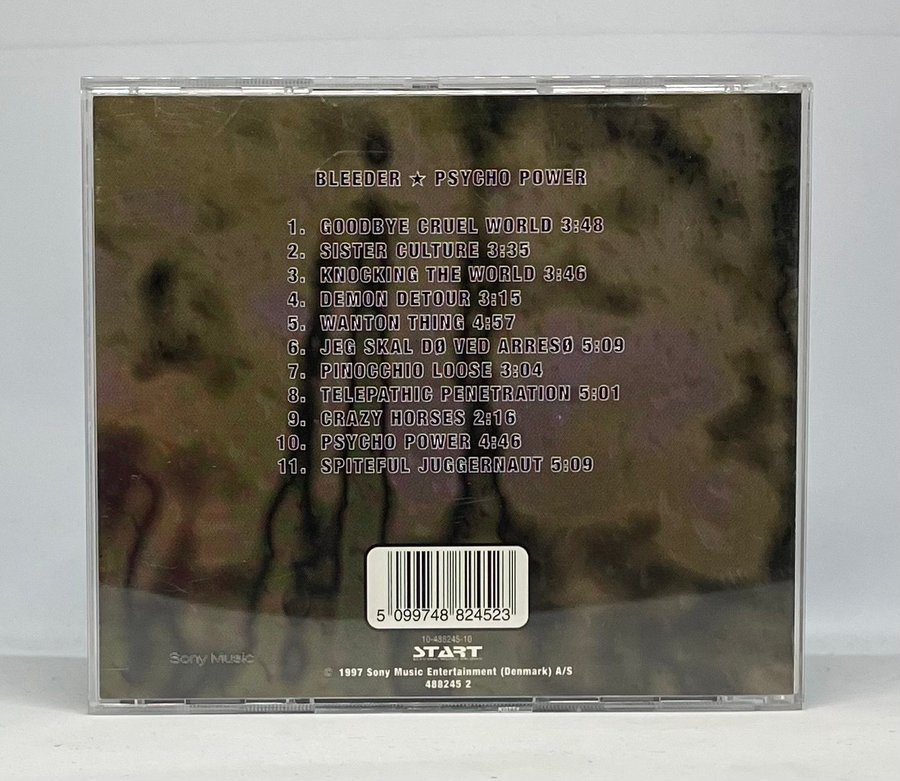 BLEEDER ★ PSYCHO POWER
1. GOODBYE CRUEL WORLD 3:48
2. SISTER CULTURE 3:35
3. KNOCKING THE WORLD 3:46
4. DEMON DETOUR 3:15
5. WANTON THING 4:57
6. JEG SKAL DØ VED ARRESØ 5:09
7. PINOCCHIO LOOSE 3:04
8. TELEPATHIC PENETRATION 5:01
9. CRAZY HORSES 2:16
10. PSYCHO POWER 4:46
11. SPITEFUL JUGGERNAUT 5:09
5 099748 824523
10-488245-10
START
Sony Music
© 1997 Sony Music Entertainment (Denmark) A/S
488245 2